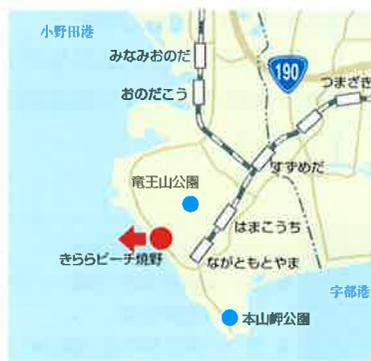 小野田港
みなみおのだ
190
おのだこう
つまざき
すずめだ
竜王山公園
はまこうち
きららビーチ焼野
ながともとやま
宇部港
本山岬公園